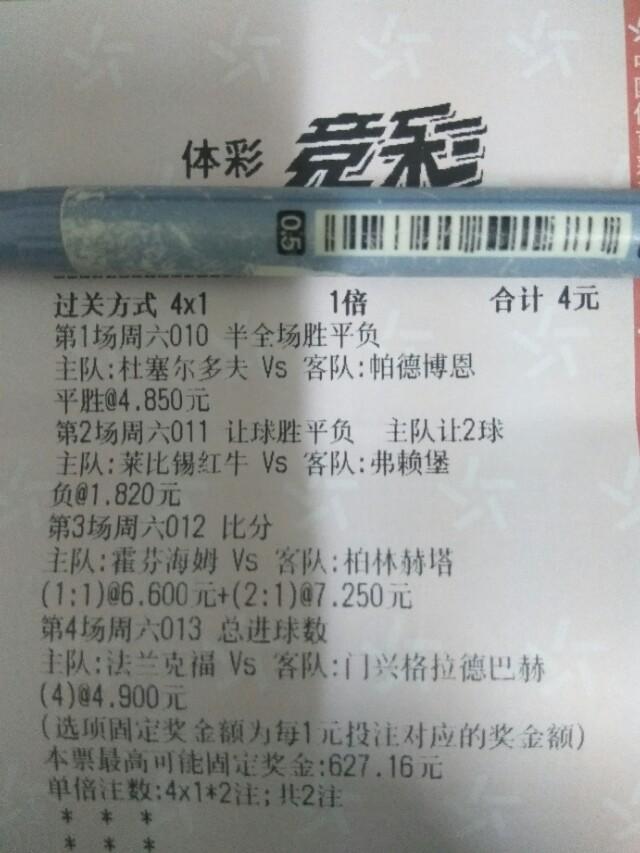 体彩 竞彩
0.5
过关方式 4x1 1倍 合计 4元
第1场周六010 半全场胜平负
主队:杜塞尔多夫 Vs 客队:帕德博恩
平胜@4.850元
第2场周六011 让球胜平负 主队让2球
主队:莱比锡红牛 Vs 客队:弗赖堡
负@1.820元
第3场周六012 比分
主队:霍芬海姆 Vs 客队:柏林赫塔
(1:1)@6.600元+(2:1)@7.250元
第4场周六013 总进球数
主队:法兰克福 Vs 客队:门兴格拉德巴赫
(4)@4.900元
(选项固定奖金额为每1元投注对应的奖金额)
本票最高可能固定奖金:627.16元
单倍注数:4x1*2注;共2注
* * *
* * *